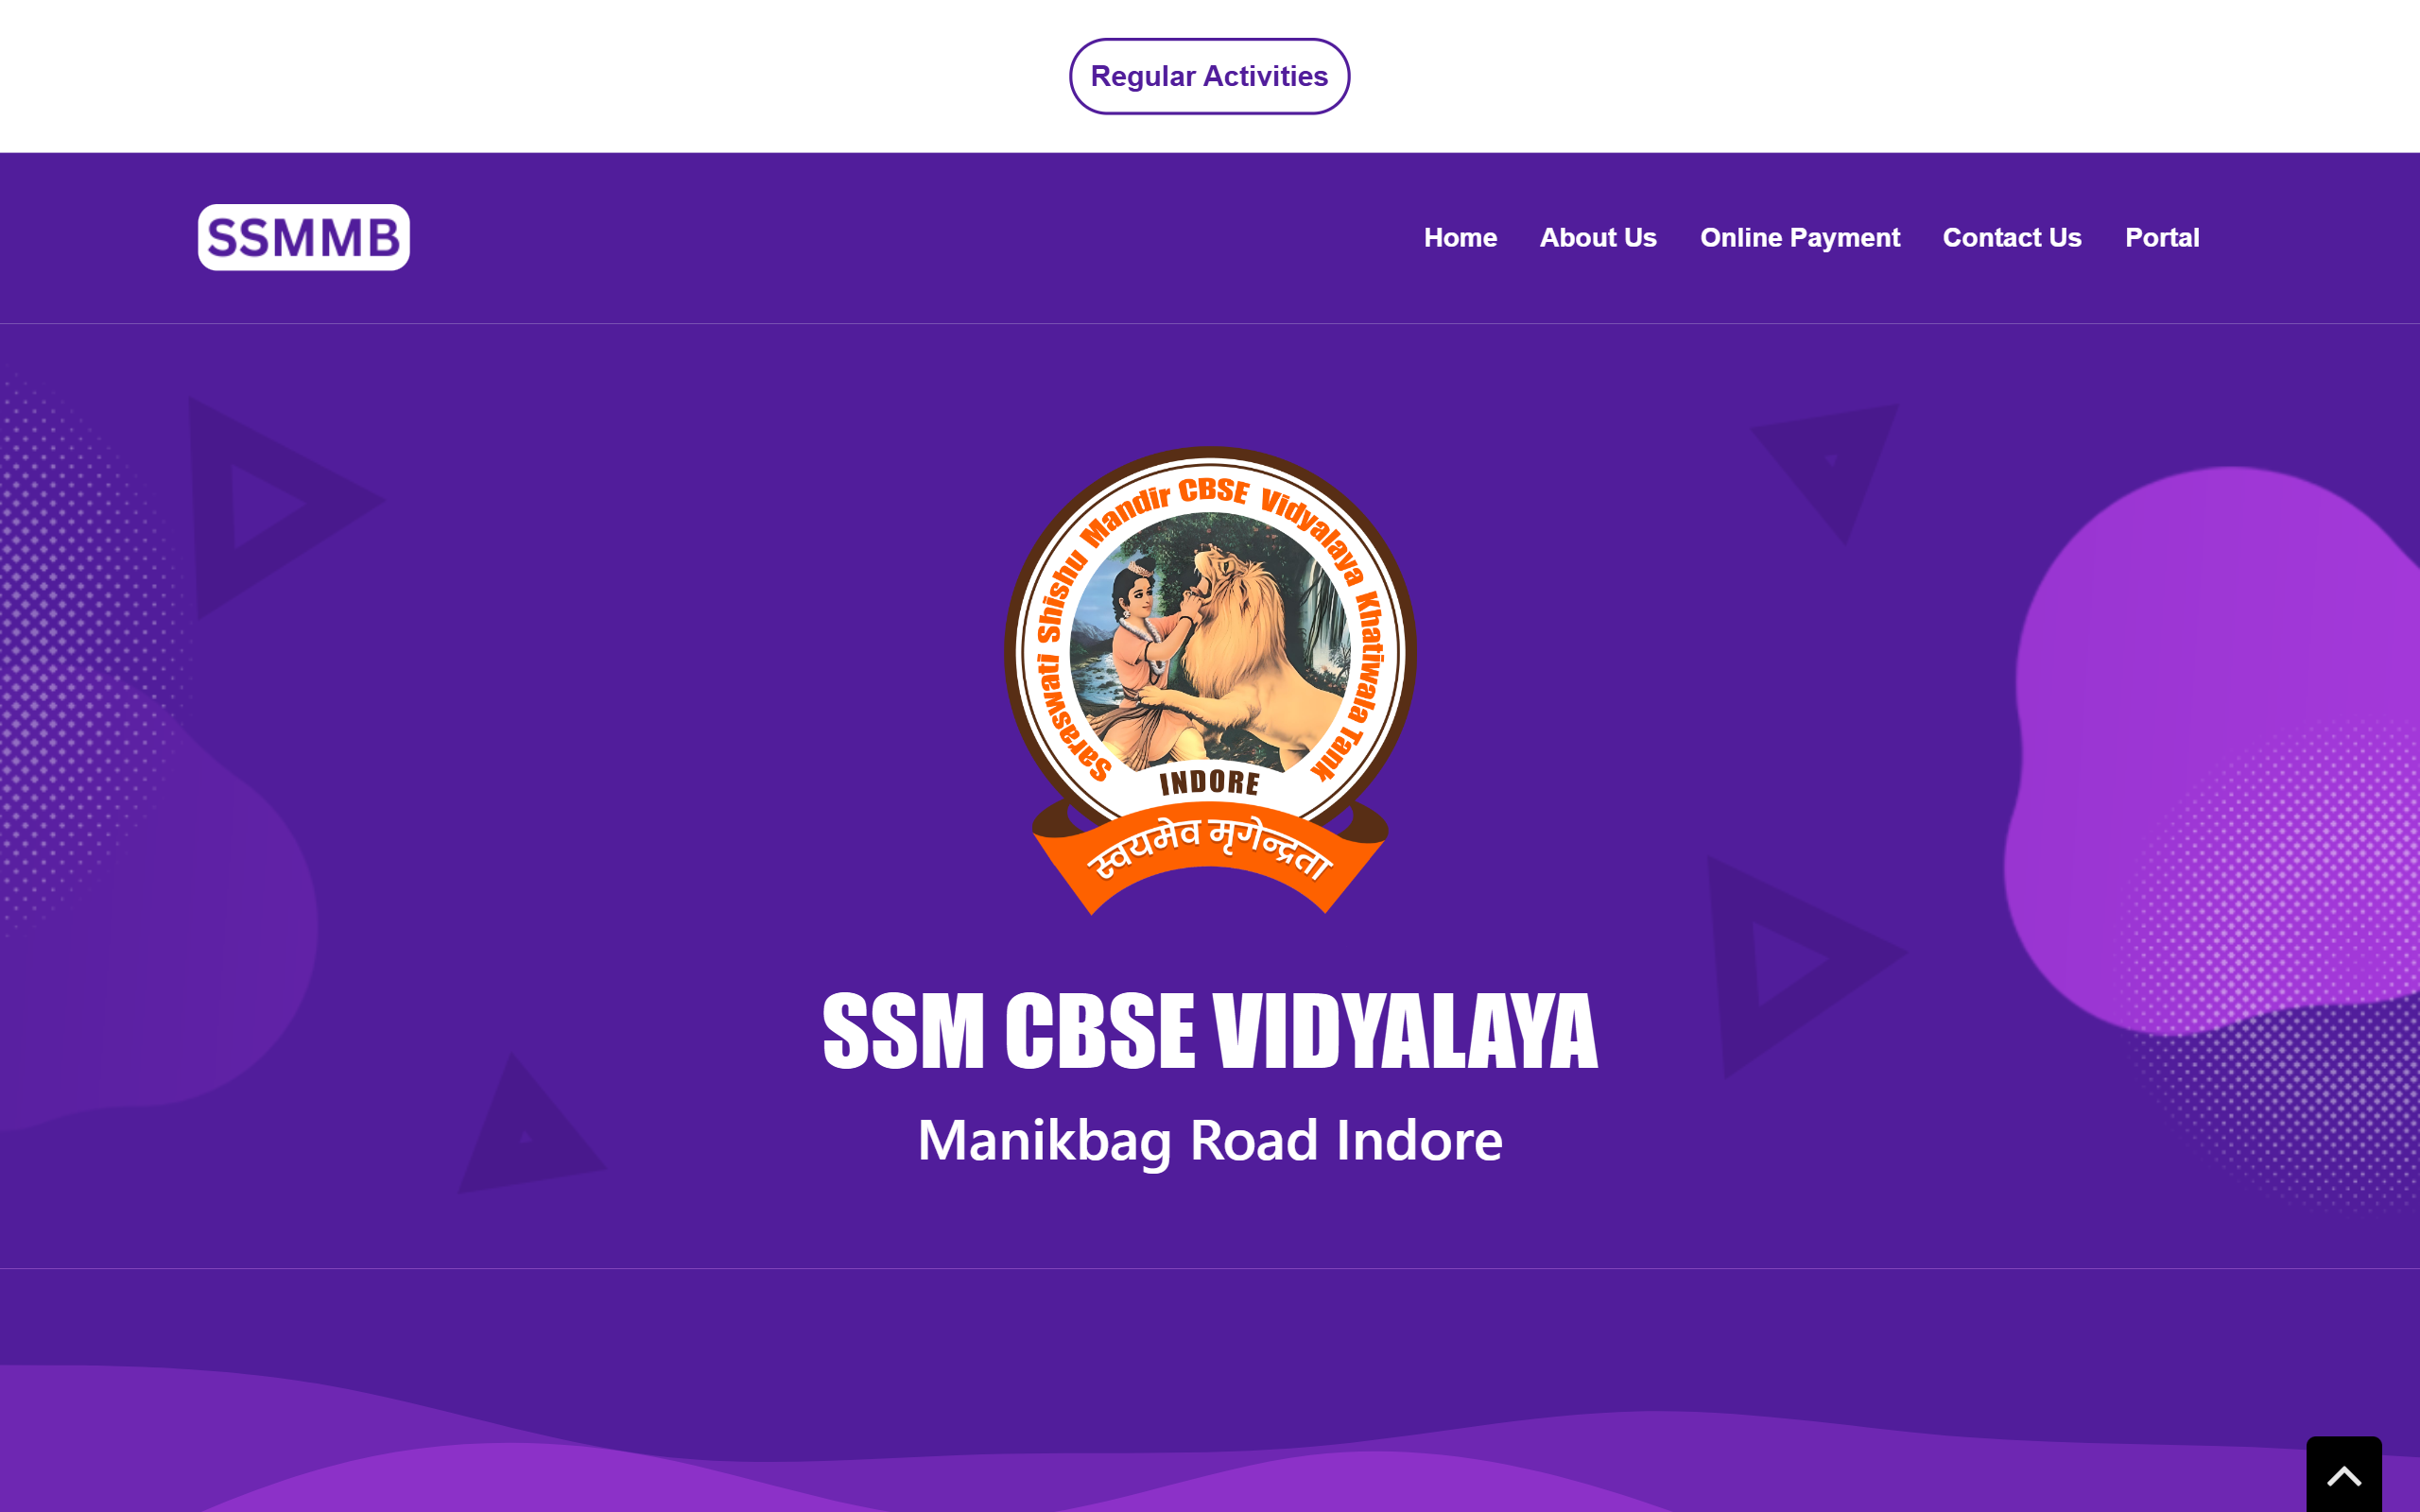 Regular Activities
SSMMB
Home About Us Online Payment Contact Us Portal
Saraswati Shishu Mandir CBSE Vidyalaya Khatiwala Tank
INDORE
स्वयमेव मृगेन्द्रता
SSM CBSE VIDYALAYA
Manikbag Road Indore